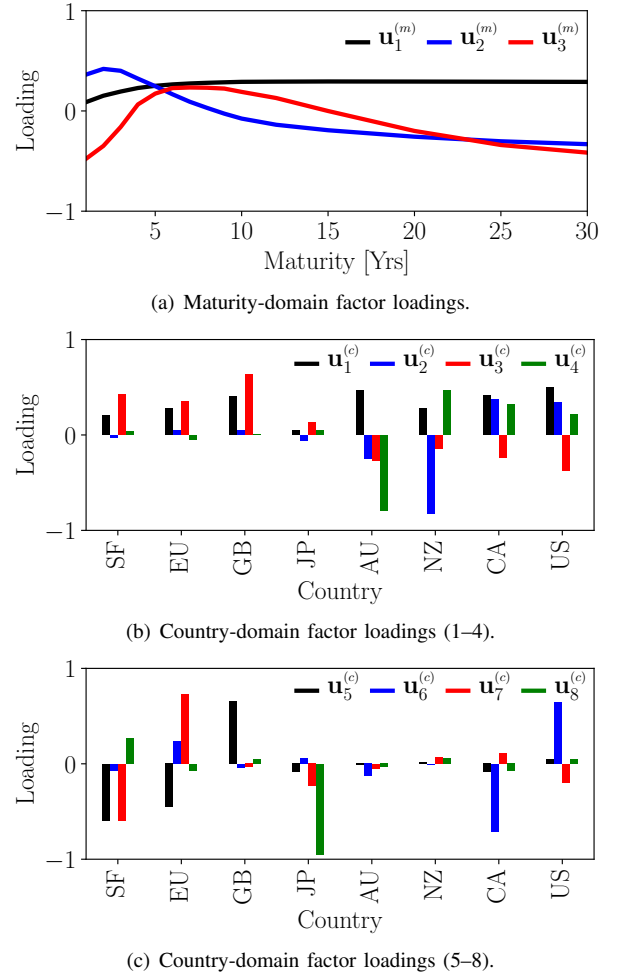 1
u₁⁽ᵐ⁾ u₂⁽ᵐ⁾ u₃⁽ᵐ⁾
Loading
0
−1
5 10 15 20 25 30
Maturity [Yrs]
(a) Maturity-domain factor loadings.
1
u₁⁽ᶜ⁾ u₂⁽ᶜ⁾ u₃⁽ᶜ⁾ u₄⁽ᶜ⁾
Loading
0
−1
SF EU GB JP AU NZ CA US
Country
(b) Country-domain factor loadings (1–4).
1
u₅⁽ᶜ⁾ u₆⁽ᶜ⁾ u₇⁽ᶜ⁾ u₈⁽ᶜ⁾
Loading
0
−1
SF EU GB JP AU NZ CA US
Country
(c) Country-domain factor loadings (5–8).